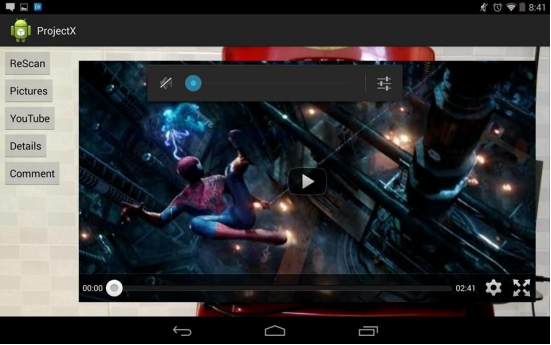 8:41
ProjectX
ReScan
Pictures
YouTube
Details
Comment
00:00
02:41